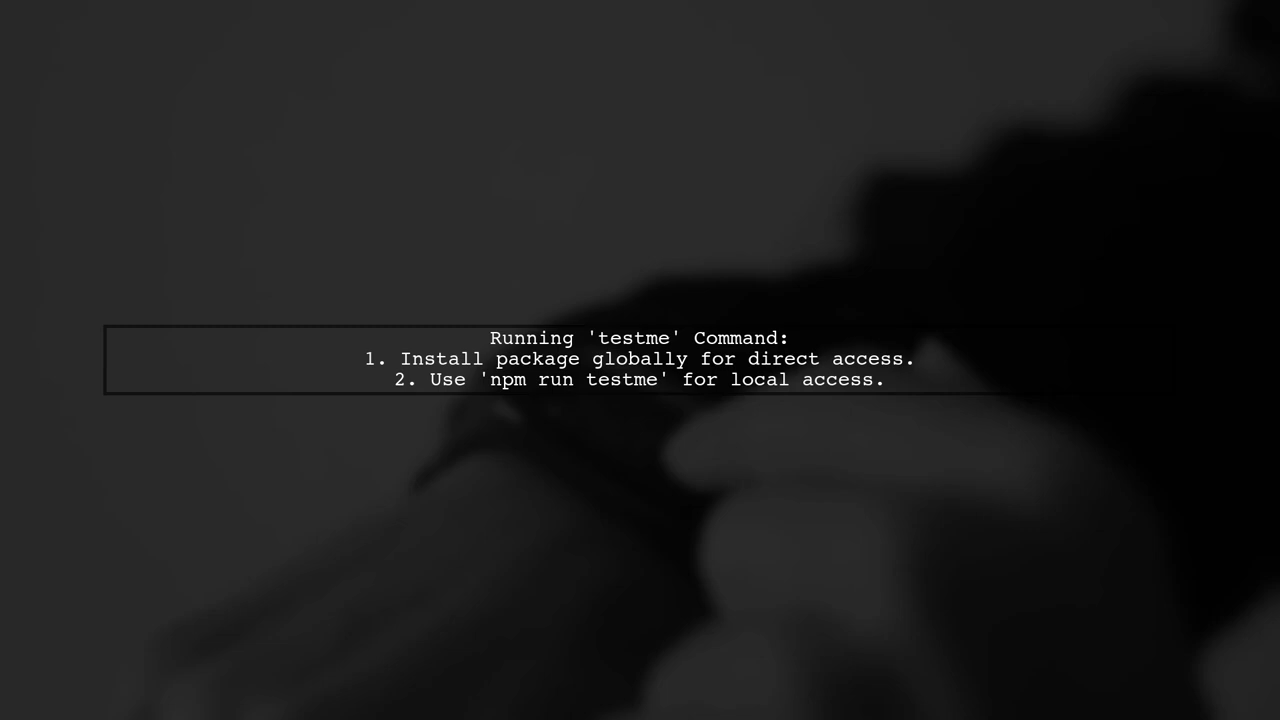 Running 'testme' Command:
1. Install package globally for direct access.
2. Use 'npm run testme' for local access.